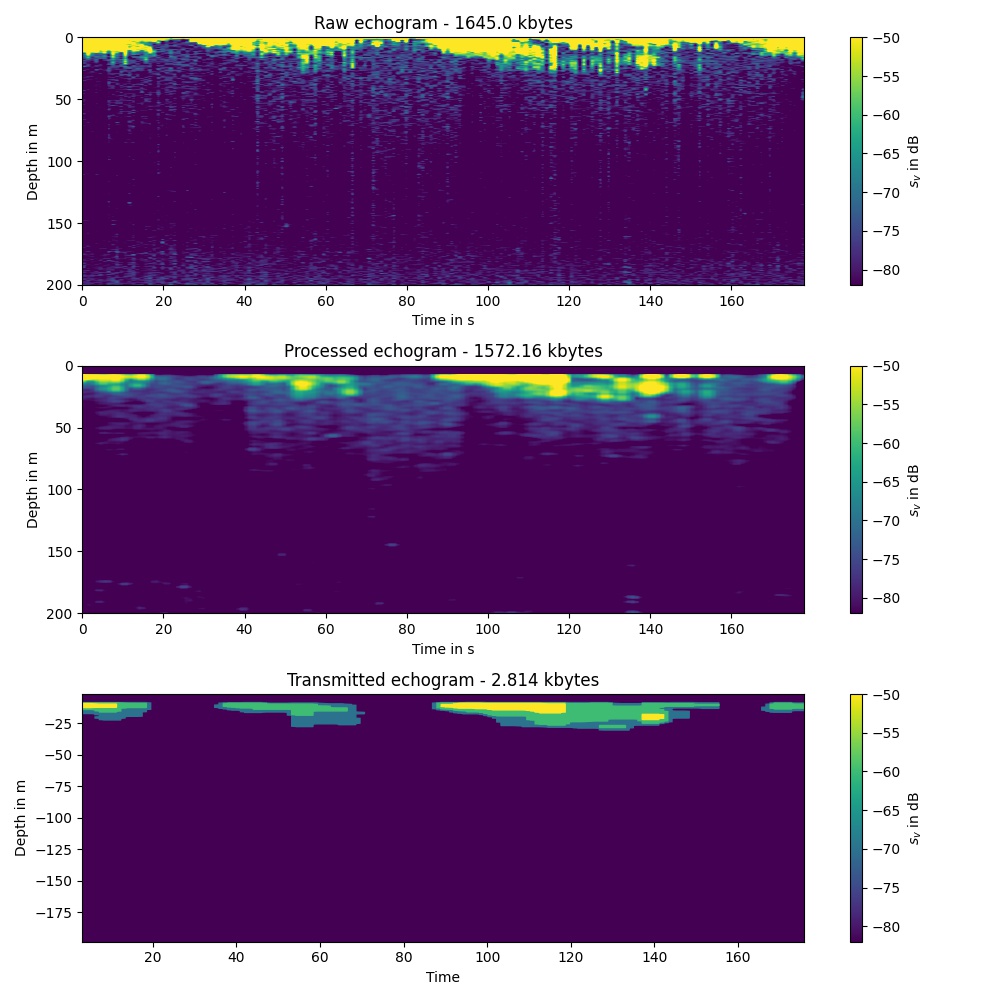 Raw echogram - 1645.0 kbytes
Depth in m
0
50
100
150
200
0 20 40 60 80 100 120 140 160
Time in s
−50
−55
−60
−65
−70
−75
−80
s_v in dB
Processed echogram - 1572.16 kbytes
Depth in m
0
50
100
150
200
0 20 40 60 80 100 120 140 160
Time in s
−50
−55
−60
−65
−70
−75
−80
s_v in dB
Transmitted echogram - 2.814 kbytes
Depth in m
−25
−50
−75
−100
−125
−150
−175
20 40 60 80 100 120 140 160
Time
−50
−55
−60
−65
−70
−75
−80
s_v in dB